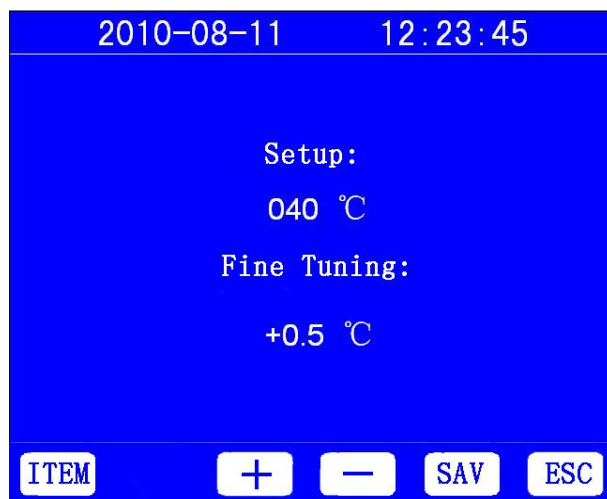 2010-08-11 12:23:45
Setup:
040 ℃
Fine Tuning:
+0.5 ℃
ITEM + − SAV ESC